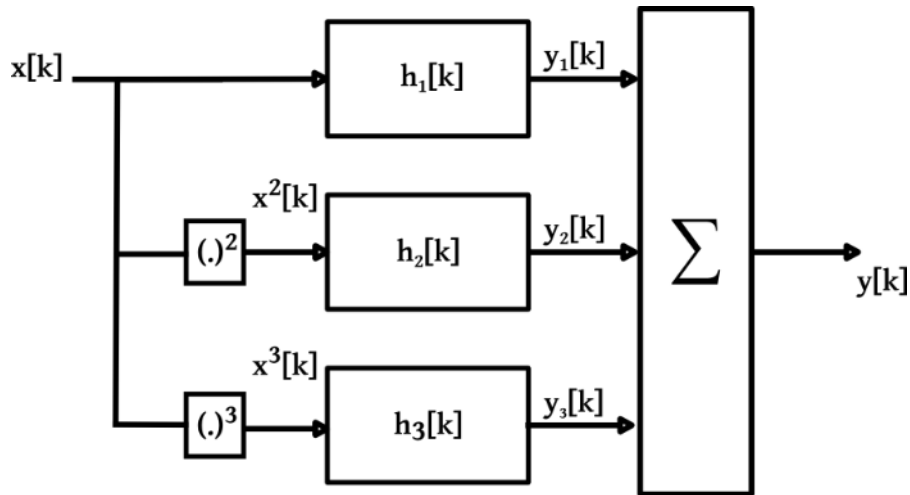 x[k]
h₁[k]
y₁[k]
x²[k]
(.)²
h₂[k]
y₂[k]
∑
y[k]
x³[k]
(.)³
h₃[k]
y₃[k]